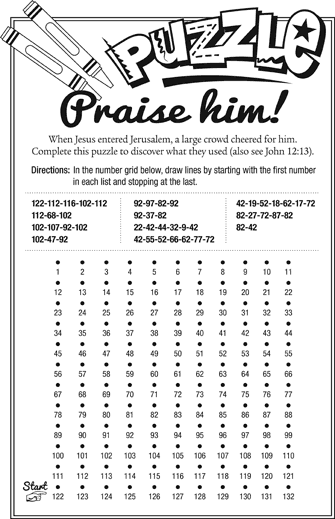 PUZZLE
Praise him!
When Jesus entered Jerusalem, a large crowd cheered for him.
Complete this puzzle to discover what they used (also see John 12:13).
Directions: In the number grid below, draw lines by starting with the first number
in each list and stopping at the last.
122-112-116-102-112
112-68-102
102-107-92-102
102-47-92
92-97-82-92
92-37-82
22-42-44-32-9-42
42-55-52-66-62-77-72
42-19-52-18-62-17-72
82-27-72-87-82
82-42
1 2 3 4 5 6 7 8 9 10 11
12 13 14 15 16 17 18 19 20 21 22
23 24 25 26 27 28 29 30 31 32 33
34 35 36 37 38 39 40 41 42 43 44
45 46 47 48 49 50 51 52 53 54 55
56 57 58 59 60 61 62 63 64 65 66
67 68 69 70 71 72 73 74 75 76 77
78 79 80 81 82 83 84 85 86 87 88
89 90 91 92 93 94 95 96 97 98 99
100 101 102 103 104 105 106 107 108 109 110
111 112 113 114 115 116 117 118 119 120 121
Start
122 123 124 125 126 127 128 129 130 131 132